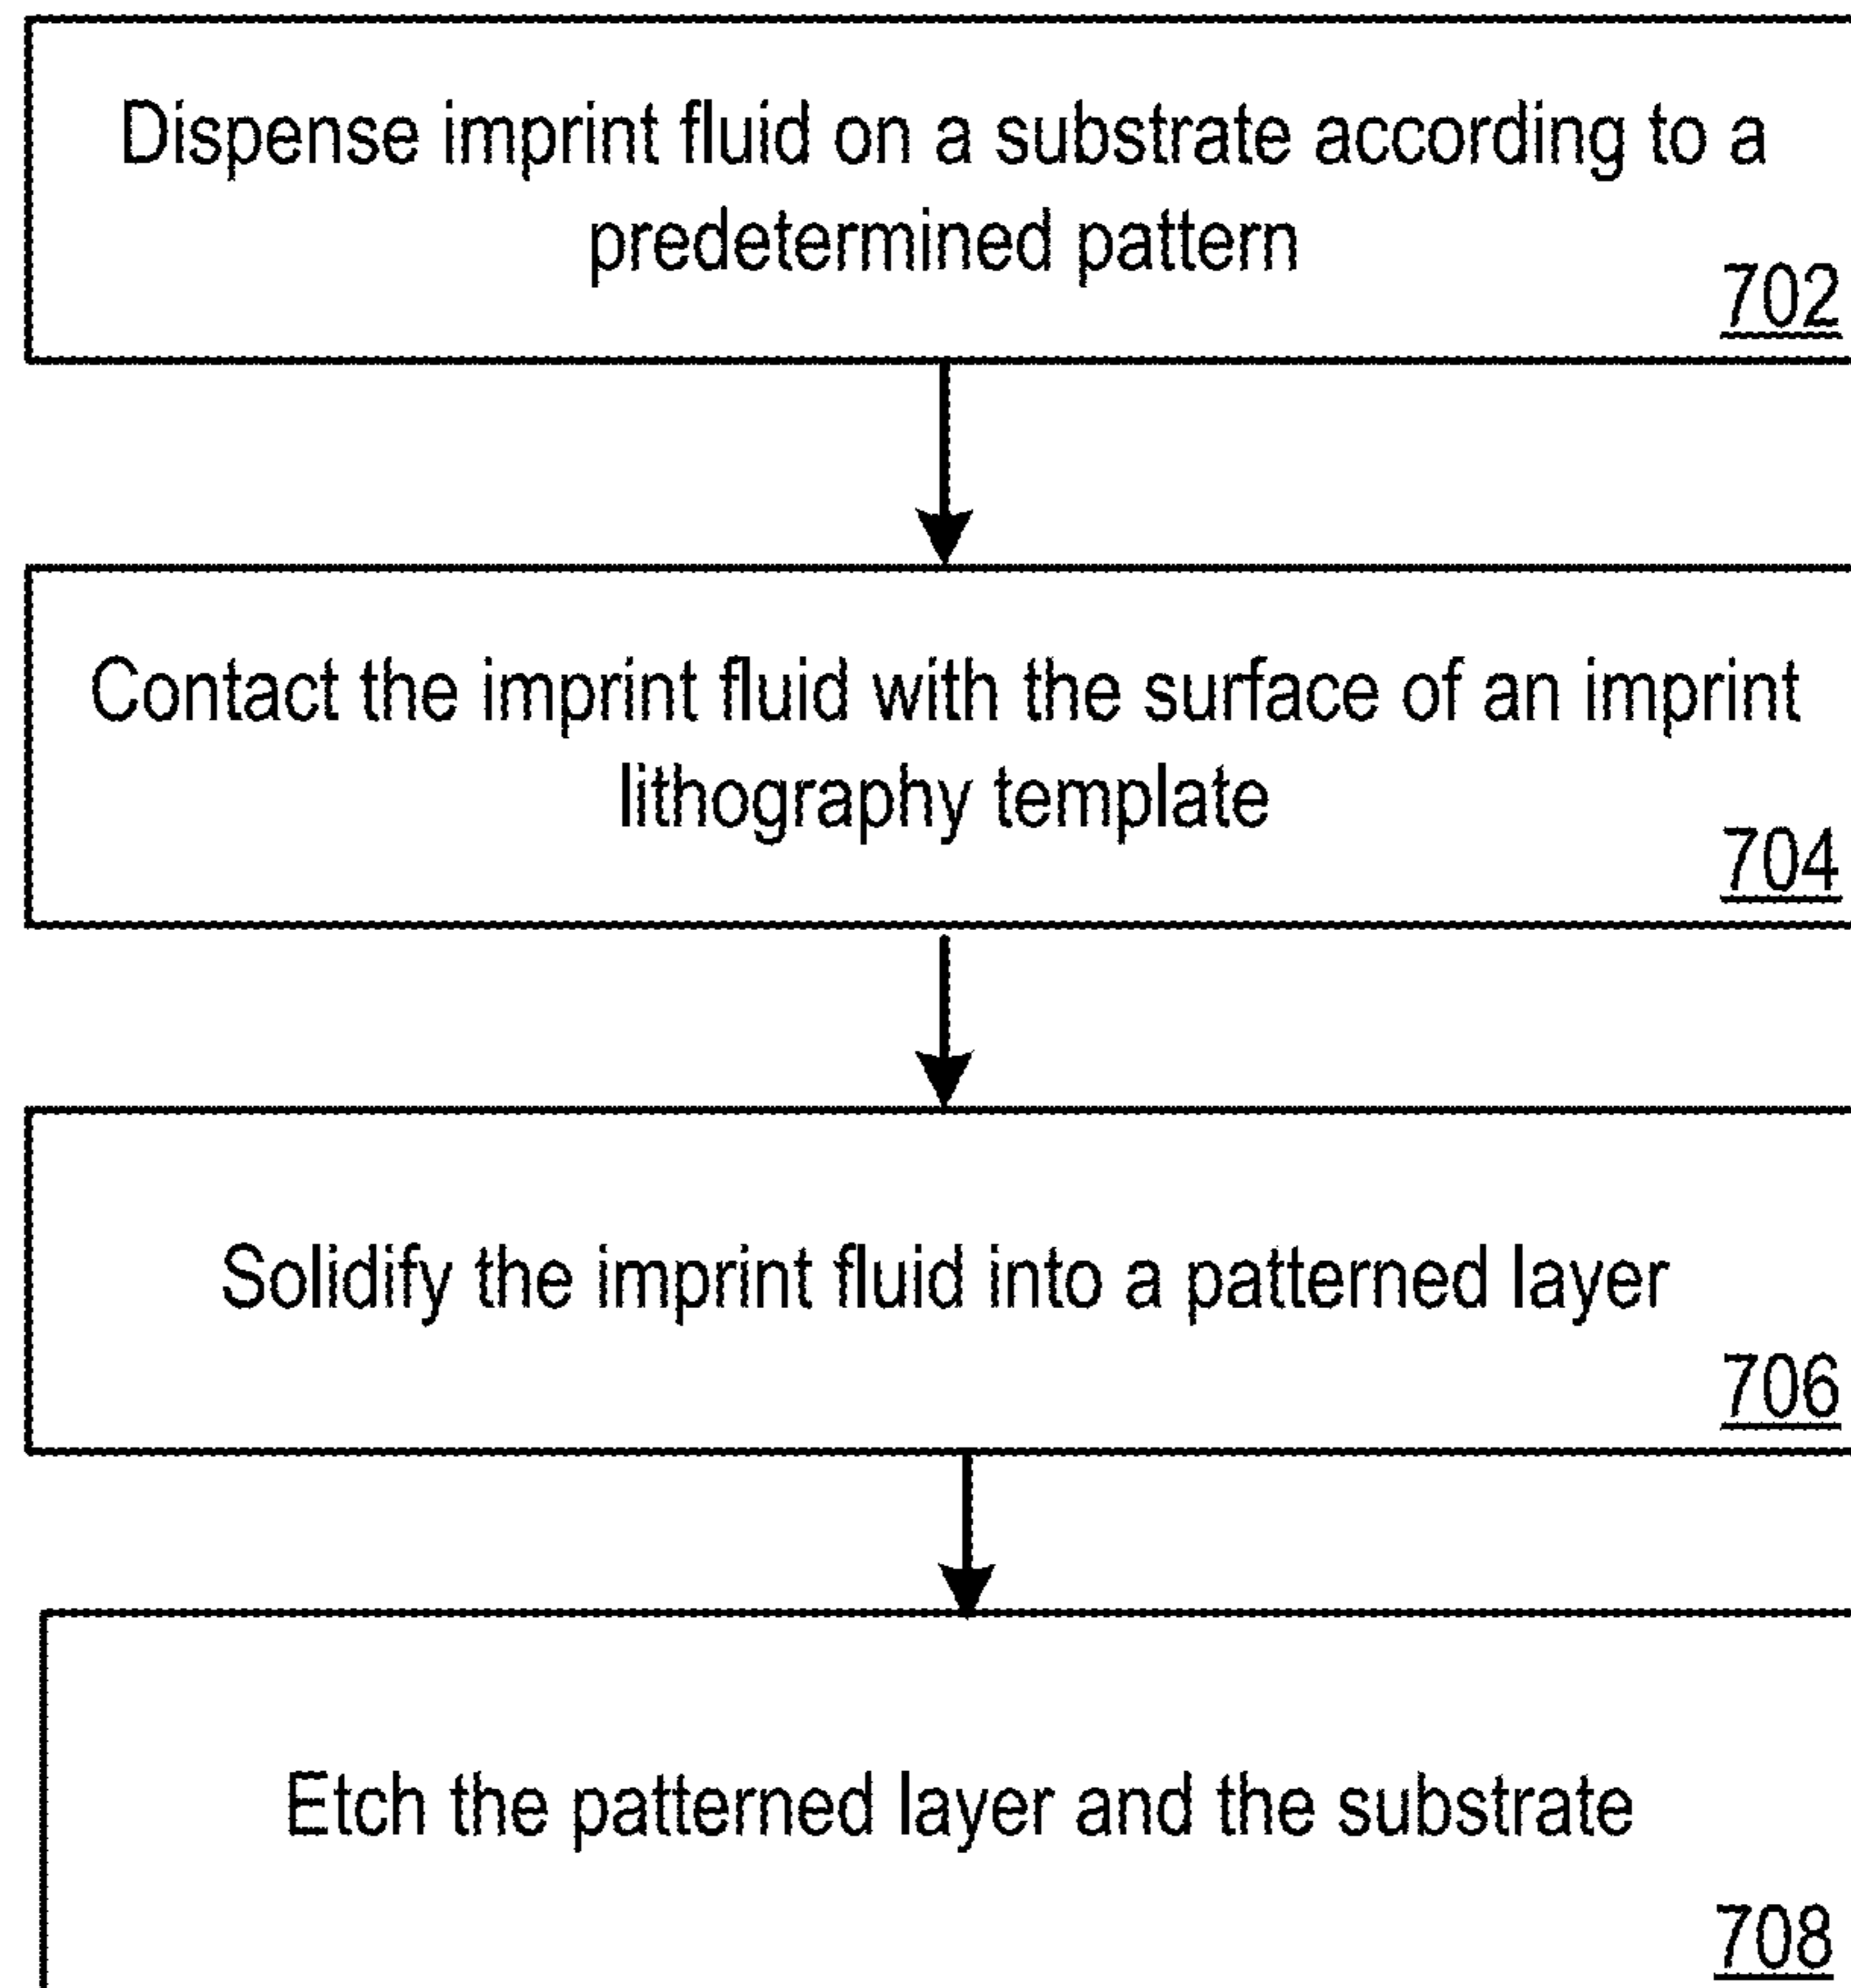 Dispense imprint fluid on a substrate according to a
predetermined pattern
702
Contact the imprint fluid with the surface of an imprint
lithography template
704
Solidify the imprint fluid into a patterned layer
706
Etch the patterned layer and the substrate
708